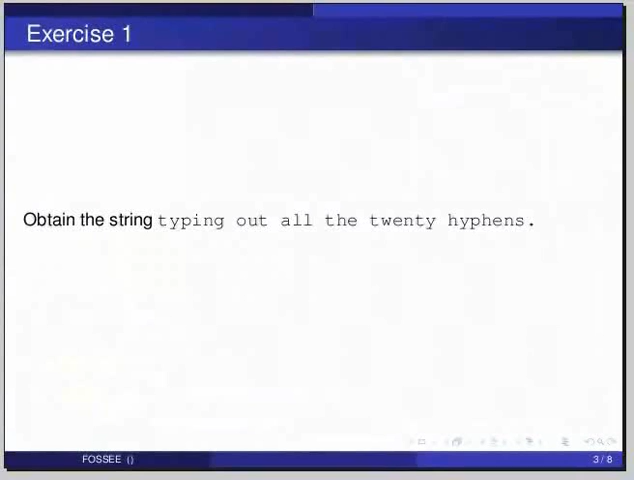 Exercise 1
Obtain the string typing out all the twenty hyphens.
FOSSEE ()
3 / 8